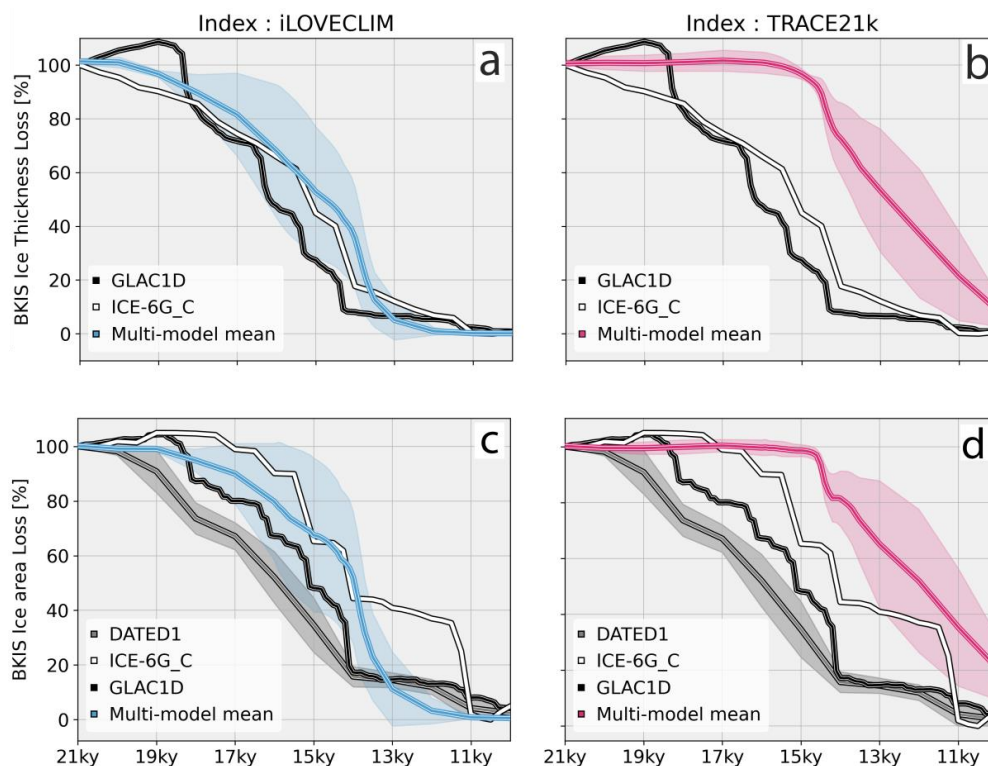 Index : iLOVECLIM
Index : TRACE21k
BKIS Ice Thickness Loss [%]
100
80
60
40
20
0
a
GLAC1D
ICE-6G_C
Multi-model mean
b
GLAC1D
ICE-6G_C
Multi-model mean
BKIS Ice area Loss [%]
100
80
60
40
20
0
c
DATED1
ICE-6G_C
GLAC1D
Multi-model mean
d
DATED1
ICE-6G_C
GLAC1D
Multi-model mean
21ky 19ky 17ky 15ky 13ky 11ky
21ky 19ky 17ky 15ky 13ky 11ky